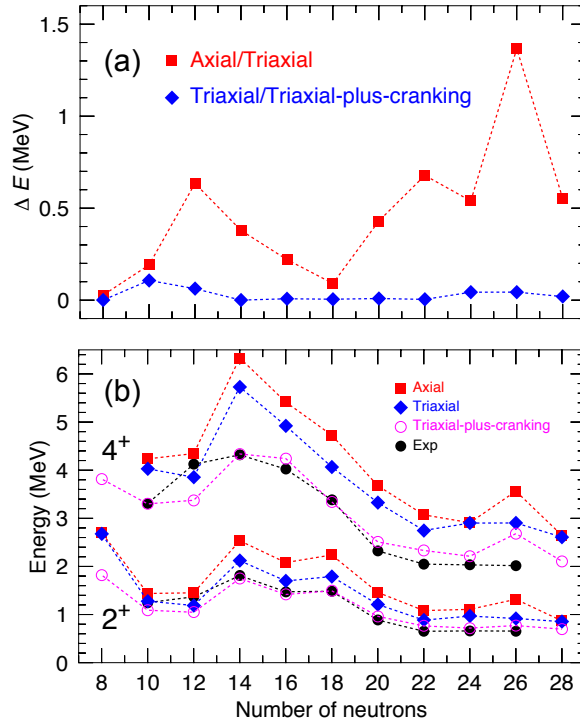 1.5
1
0.5
0
Δ E (MeV)
(a)
Axial/Triaxial
Triaxial/Triaxial-plus-cranking
6
5
4
3
2
1
0
Energy (MeV)
(b)
Axial
Triaxial
Triaxial-plus-cranking
Exp
4+
2+
8 10 12 14 16 18 20 22 24 26 28
Number of neutrons